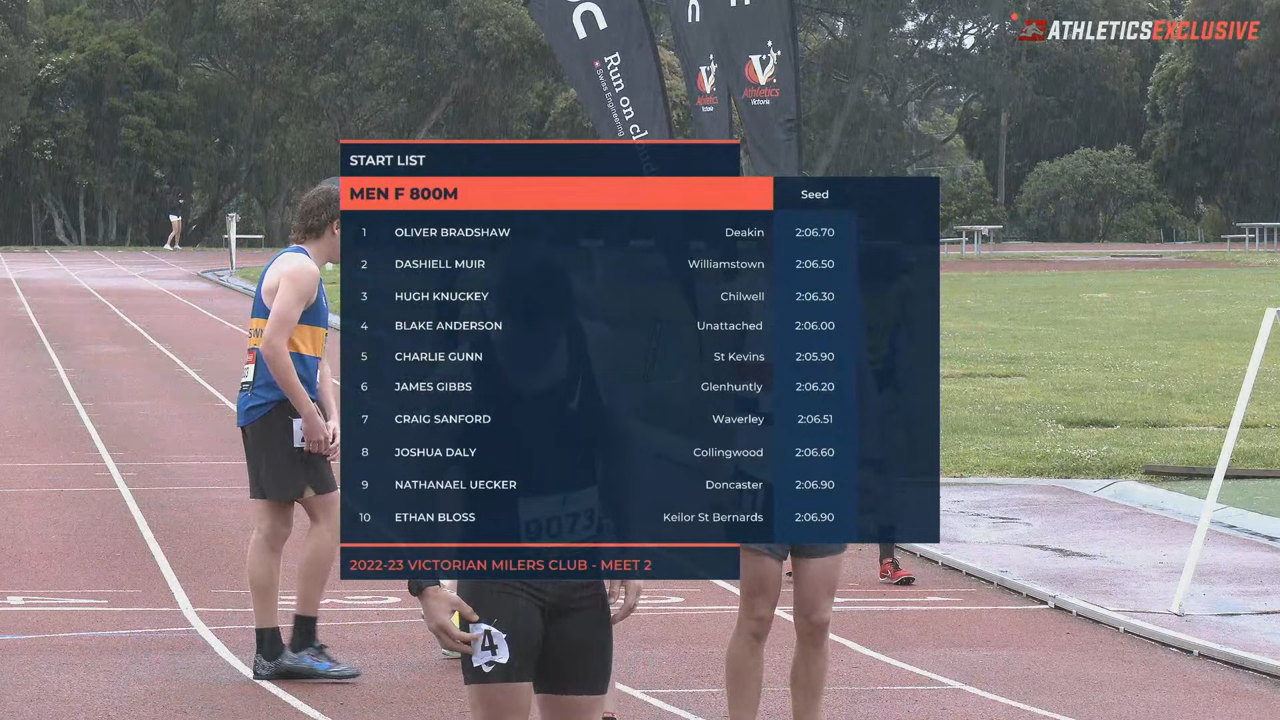 ATHLETICSEXCLUSIVE
Run on cloud
Swiss Engineering
Athletics
Victoria
Athletics
Victoria
START LIST
MEN F 800M Seed
1 OLIVER BRADSHAW Deakin 2:06.70
2 DASHIELL MUIR Williamstown 2:06.50
3 HUGH KNUCKEY Chilwell 2:06.30
4 BLAKE ANDERSON Unattached 2:06.00
5 CHARLIE GUNN St Kevins 2:05.90
6 JAMES GIBBS Glenhuntly 2:06.20
7 CRAIG SANFORD Waverley 2:06.51
8 JOSHUA DALY Collingwood 2:06.60
9 NATHANAEL UECKER Doncaster 2:06.90
10 ETHAN BLOSS Keilor St Bernards 2:06.90
9073
2022-23 VICTORIAN MILERS CLUB - MEET 2
4